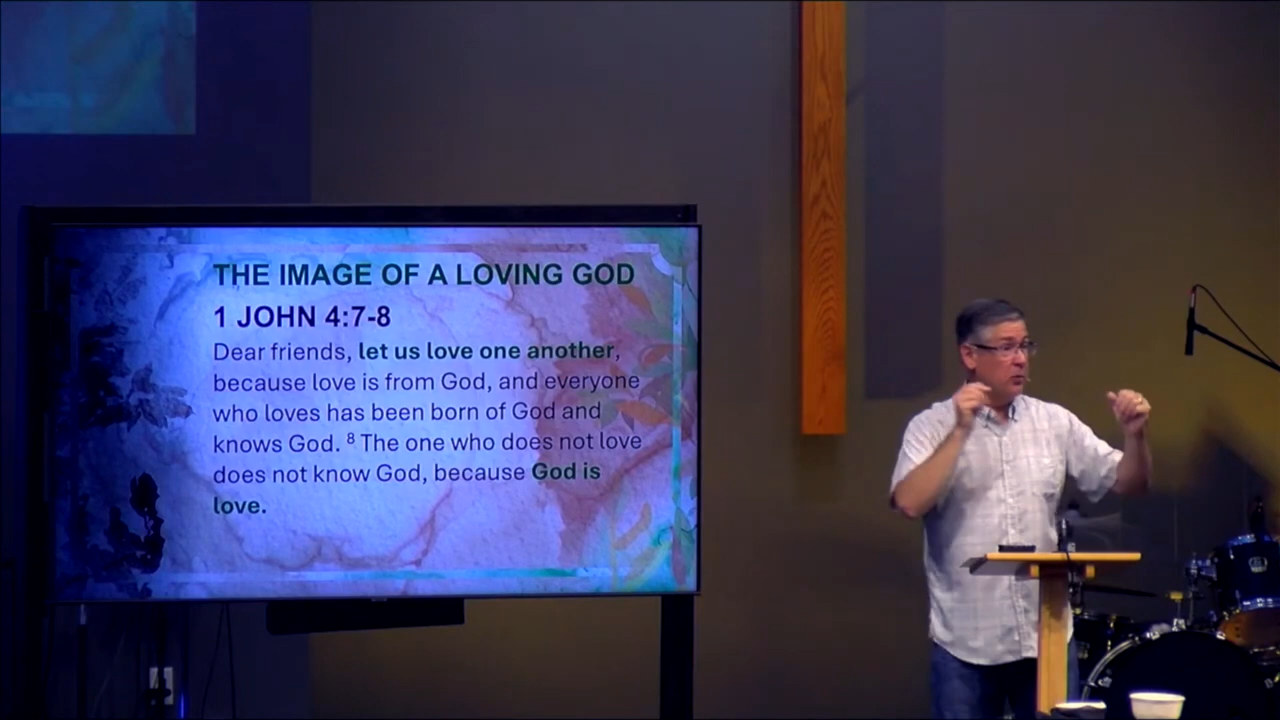 THE IMAGE OF A LOVING GOD
1 JOHN 4:7-8
Dear friends, let us love one another,
because love is from God, and everyone
who loves has been born of God and
knows God. ⁸ The one who does not love
does not know God, because God is
love.